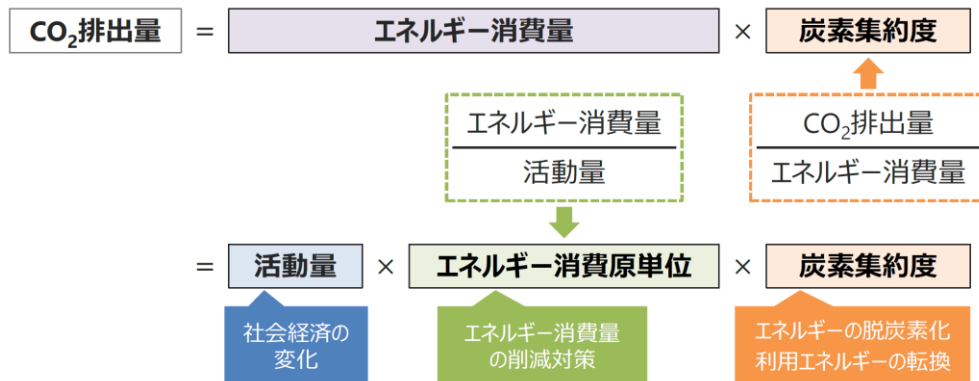 CO₂排出量 = エネルギー消費量 × 炭素集約度
エネルギー消費量
活動量
CO₂排出量
エネルギー消費量
= 活動量 × エネルギー消費原単位 × 炭素集約度
社会経済の
変化
エネルギー消費量
の削減対策
エネルギーの脱炭素化
利用エネルギーの転換